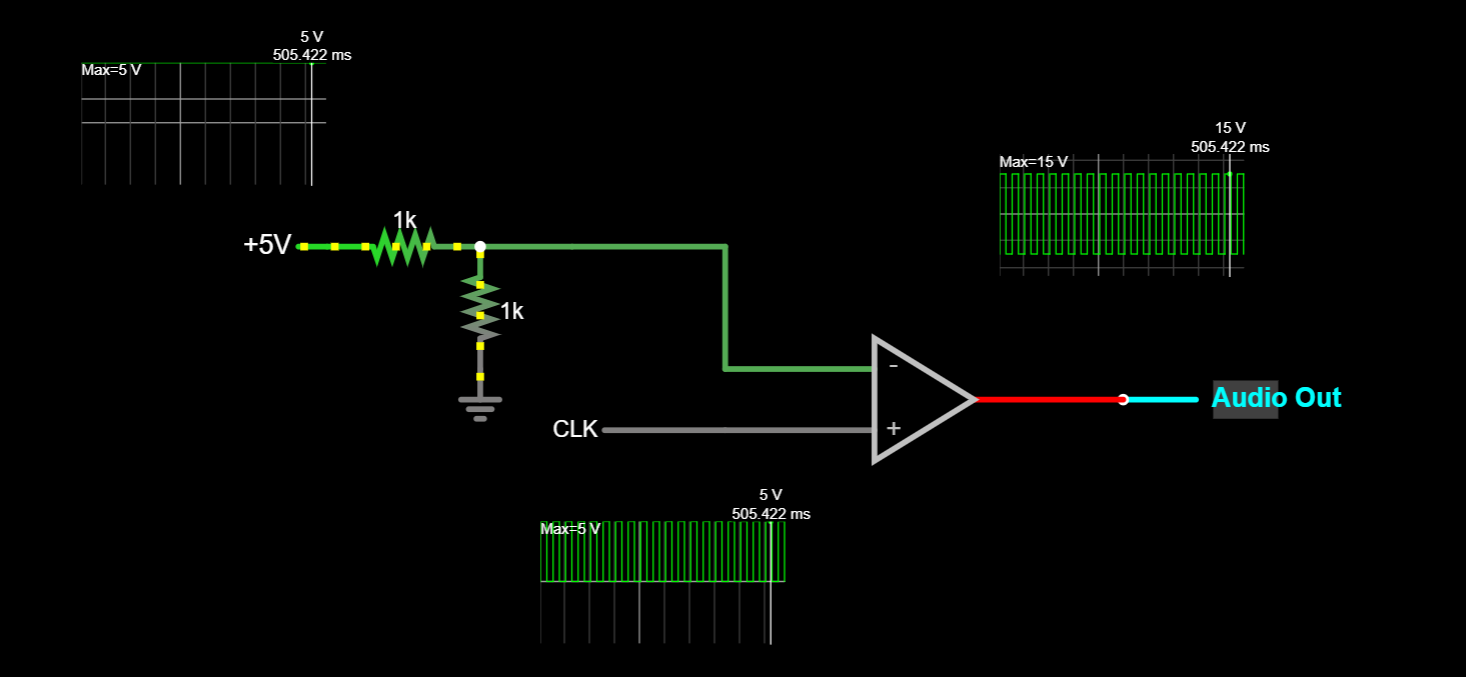 5 V
505.422 ms
Max=5 V
15 V
505.422 ms
Max=15 V
1k
+5V
1k
-
Audio Out
CLK
+
5 V
505.422 ms
Max=5 V